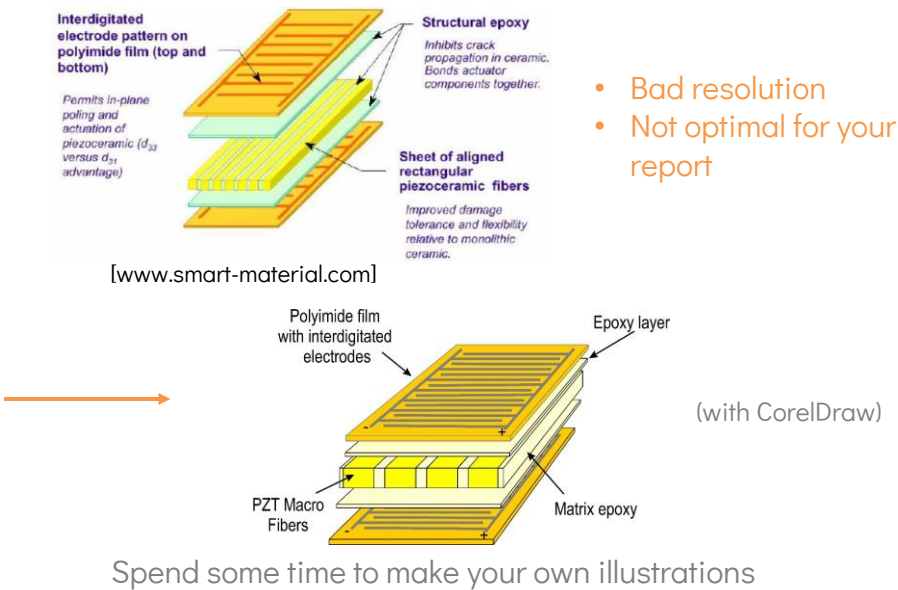 Interdigitated
electrode pattern on
polyimide film (top and
bottom)
Permits in-plane
poling and
actuation of
piezoceramic (d33
versus d31
advantage)
Structural epoxy
Inhibits crack
propagation in ceramic.
Bonds actuator
components together.
Sheet of aligned
rectangular
piezoceramic fibers
Improved damage
tolerance and flexibility
relative to monolithic
ceramic.
[www.smart-material.com]
• Bad resolution
• Not optimal for your
report
Polyimide film
with interdigitated
electrodes
Epoxy layer
- +
PZT Macro
Fibers
Matrix epoxy
- +
(with CorelDraw)
Spend some time to make your own illustrations